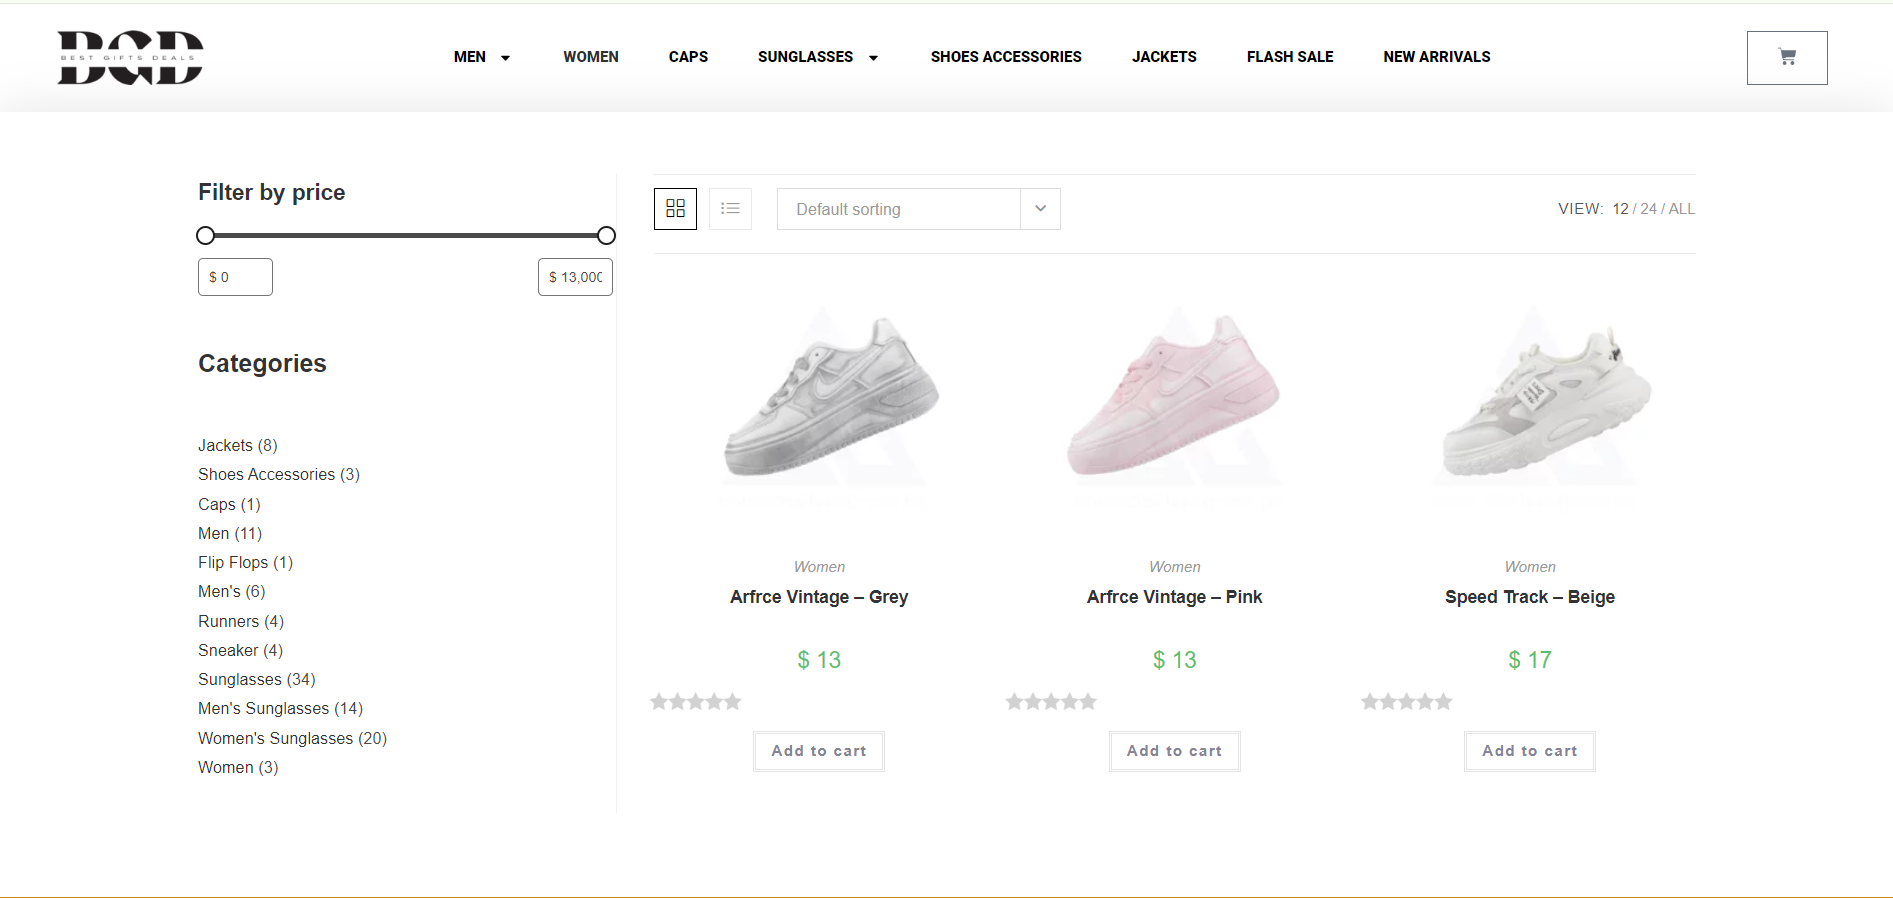 BGD
BEST GIFTS DEALS
MEN
WOMEN
CAPS
SUNGLASSES
SHOES ACCESSORIES
JACKETS
FLASH SALE
NEW ARRIVALS
Filter by price
$ 0
$ 13,000
Categories
Jackets (8)
Shoes Accessories (3)
Caps (1)
Men (11)
Flip Flops (1)
Men's (6)
Runners (4)
Sneaker (4)
Sunglasses (34)
Men's Sunglasses (14)
Women's Sunglasses (20)
Women (3)
Default sorting
VIEW: 12 / 24 / ALL
Women
Arfrce Vintage – Grey
$ 13
Add to cart
Women
Arfrce Vintage – Pink
$ 13
Add to cart
Women
Speed Track – Beige
$ 17
Add to cart